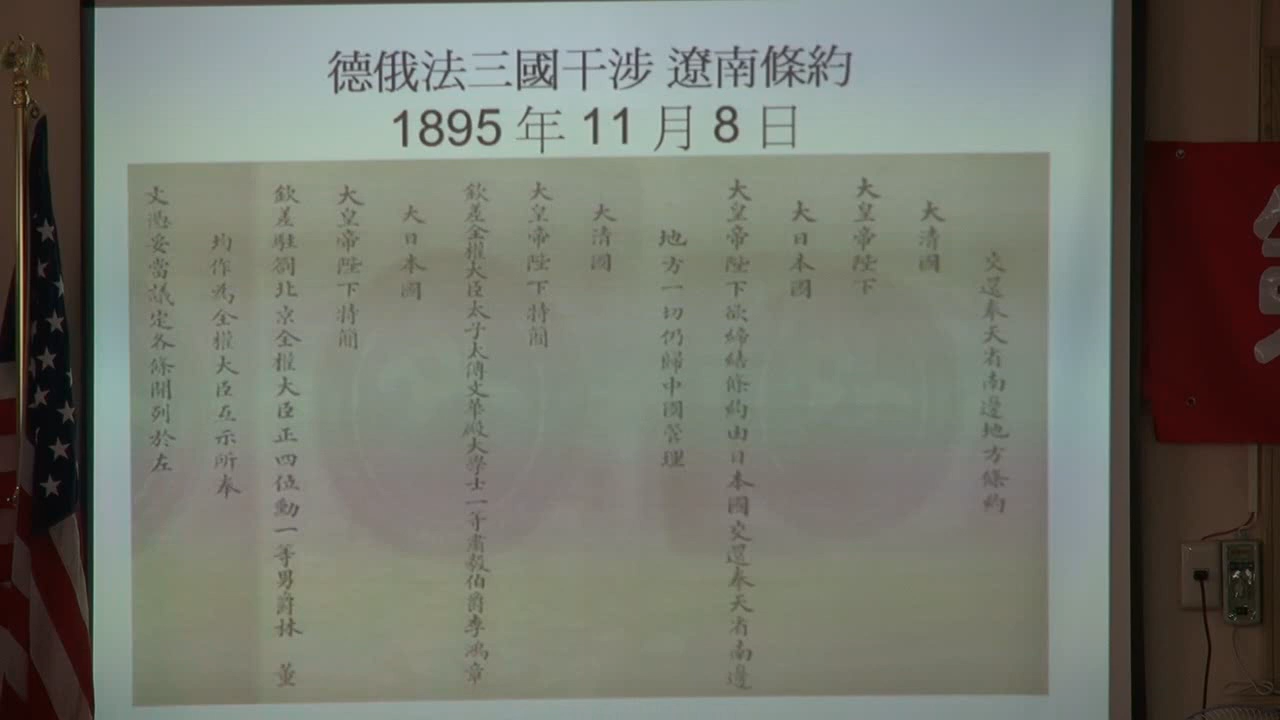 德俄法三國干涉 遼南條約
1895 年 11 月 8 日
交還奉天省南邊地方條約
大清國
大皇帝陛下
大日本國
大皇帝陛下欲締結條約由日本國交還奉天省南邊
地方一切仍歸中國管理
大清國
大皇帝陛下特簡
欽差全權大臣太子太傅文華殿大學士一等肅毅伯爵李鴻章
大日本國
大皇帝陛下特簡
欽差駐劄北京全權大臣正四位勳一等男爵林 董
均作為全權大臣互示所奉
文憑妥當議定各條開列於左